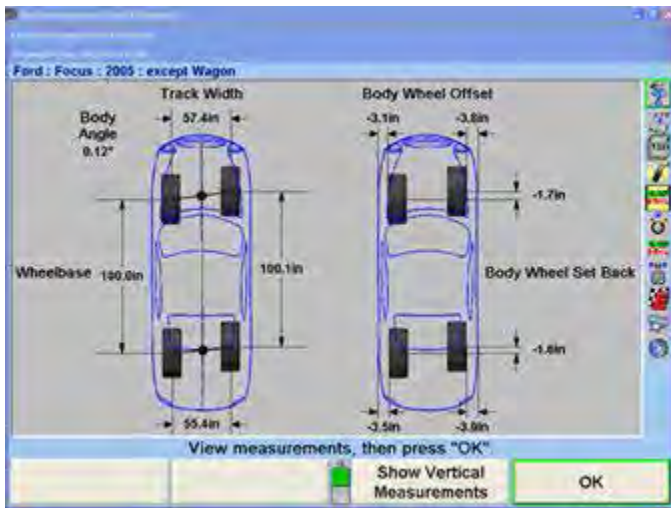 Ford : Focus : 2005 : except Wagon
Track Width
Body Wheel Offset
Body Angle
0.12°
57.4in
-3.1in
-3.8in
-1.7in
Wheelbase
100.0in
100.1in
Body Wheel Set Back
-1.6in
55.4in
-3.5in
-3.9in
View measurements, then press "OK"
Show Vertical
Measurements
OK